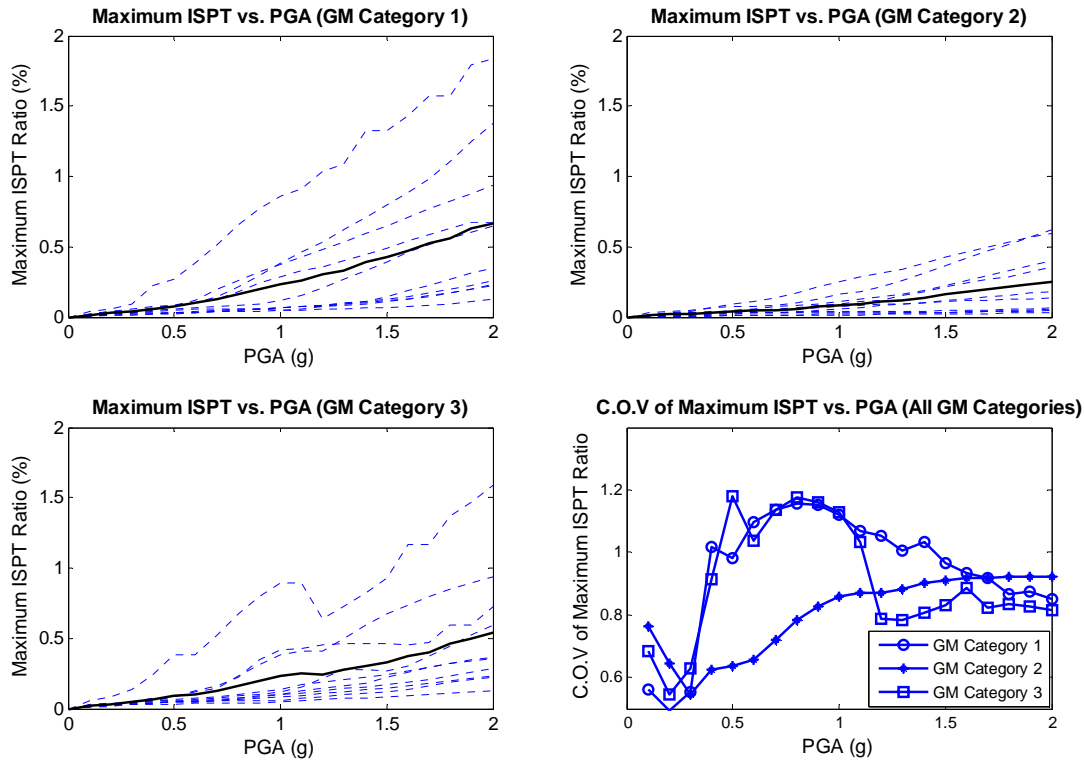 Maximum ISPT vs. PGA (GM Category 1)
2
1.5
1
0.5
0
0
0.5
1
1.5
2
Maximum ISPT Ratio (%)
PGA (g)
Maximum ISPT vs. PGA (GM Category 2)
2
1.5
1
0.5
0
0
0.5
1
1.5
2
Maximum ISPT Ratio (%)
PGA (g)
Maximum ISPT vs. PGA (GM Category 3)
2
1.5
1
0.5
0
0
0.5
1
1.5
2
Maximum ISPT Ratio (%)
PGA (g)
C.O.V of Maximum ISPT vs. PGA (All GM Categories)
1.2
1
0.8
0.6
0
0.5
1
1.5
2
C.O.V of Maximum ISPT Ratio
PGA (g)
GM Category 1
GM Category 2
GM Category 3